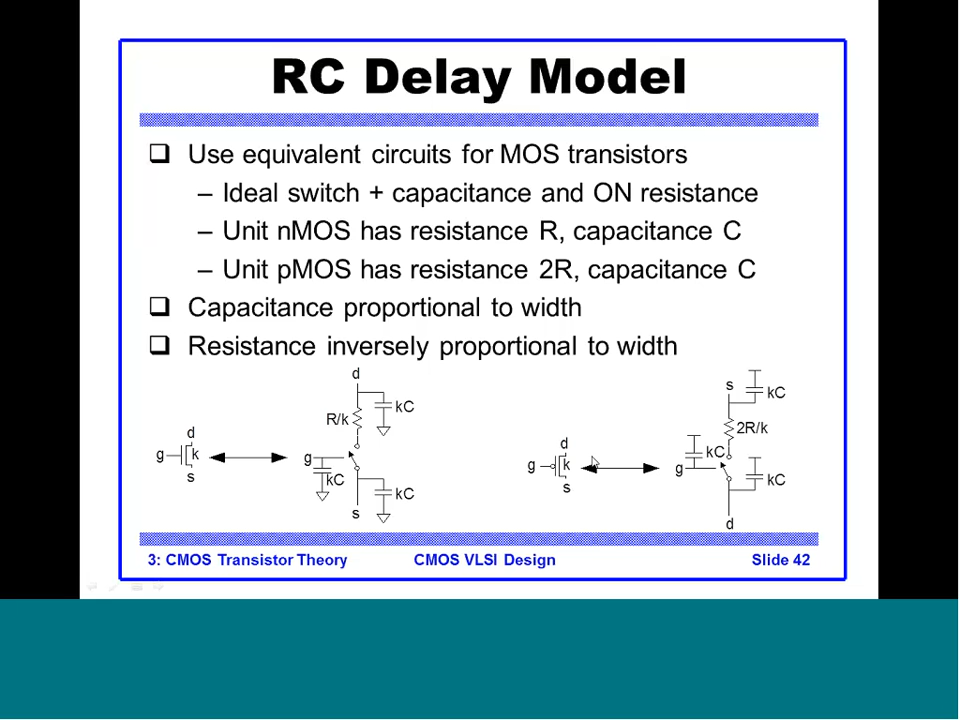 RC Delay Model
❑ Use equivalent circuits for MOS transistors
– Ideal switch + capacitance and ON resistance
– Unit nMOS has resistance R, capacitance C
– Unit pMOS has resistance 2R, capacitance C
❑ Capacitance proportional to width
❑ Resistance inversely proportional to width
d
g
k
s
d
R/k
kC
g
kC
kC
s
d
g
k
s
s
kC
2R/k
kC
g
kC
d
3: CMOS Transistor Theory
CMOS VLSI Design
Slide 42